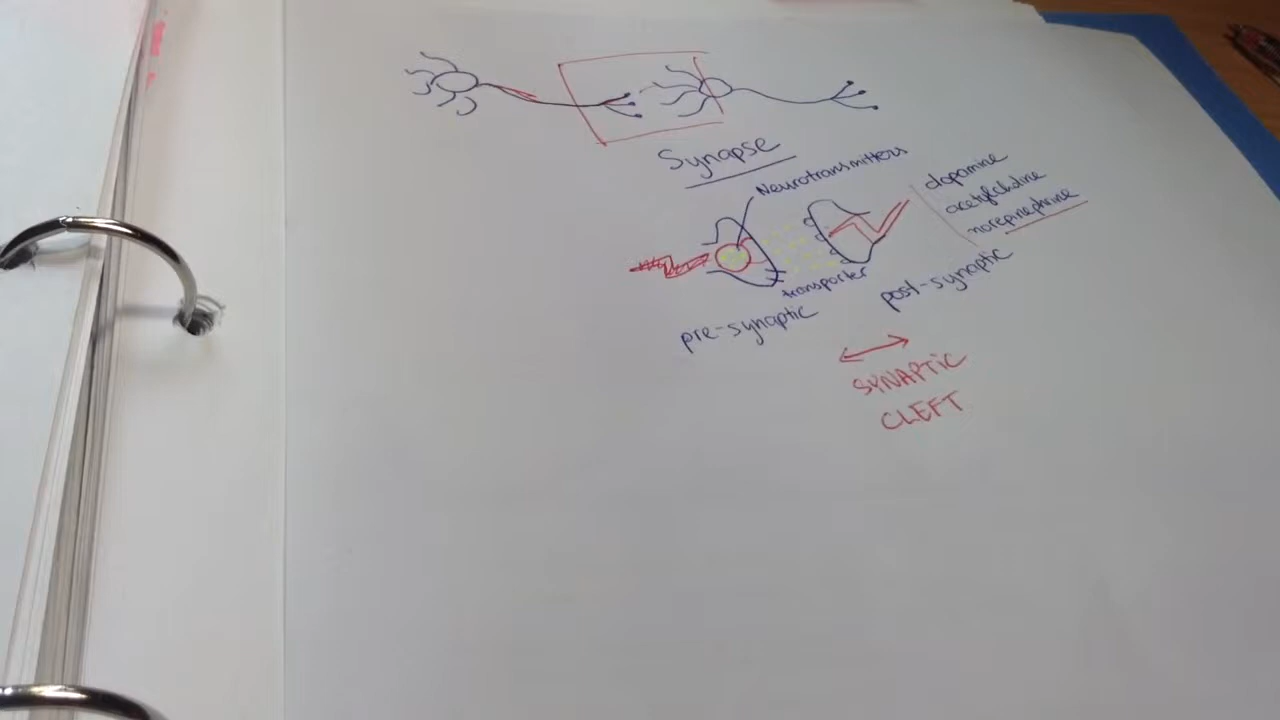 Synapse
Neurotransmitters
dopamine
acetylcholine
norepinephrine
transporter
post-synaptic
pre-synaptic
SYNAPTIC
CLEFT